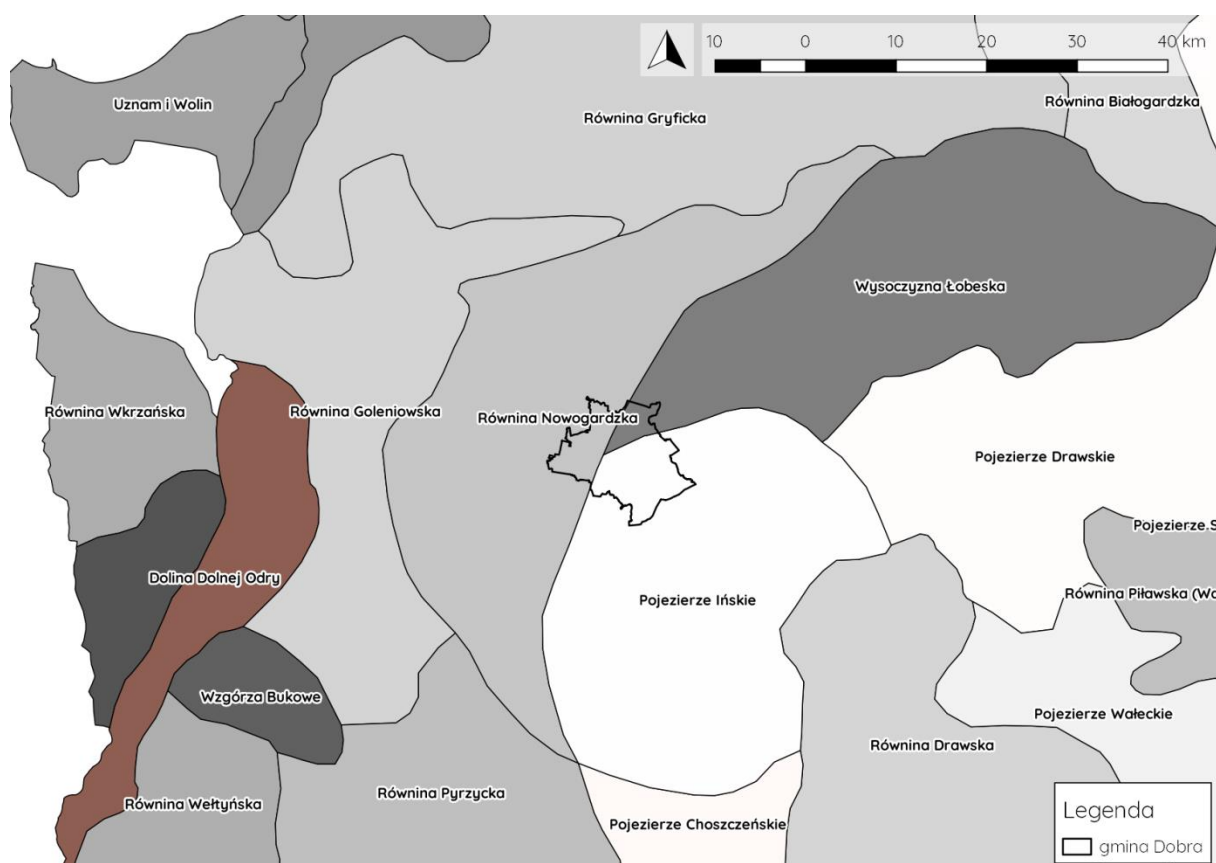 10 0 10 20 30 40 km
Uznam i Wolin
Równina Białogardzka
Równina Gryficka
Wysoczyzna Łobeska
Równina Wkrzańska
Równina Goleniowska
Równina Nowogardzka
Pojezierze Drawskie
Pojezierze S
Dolina Dolnej Odry
Pojezierze Ińskie
Równina Piławska (Wa
Wzgórza Bukowe
Pojezierze Wałeckie
Równina Drawska
Równina Wełtyńska
Równina Pyrzycka
Pojezierze Choszczeńskie
Legenda
gmina Dobra